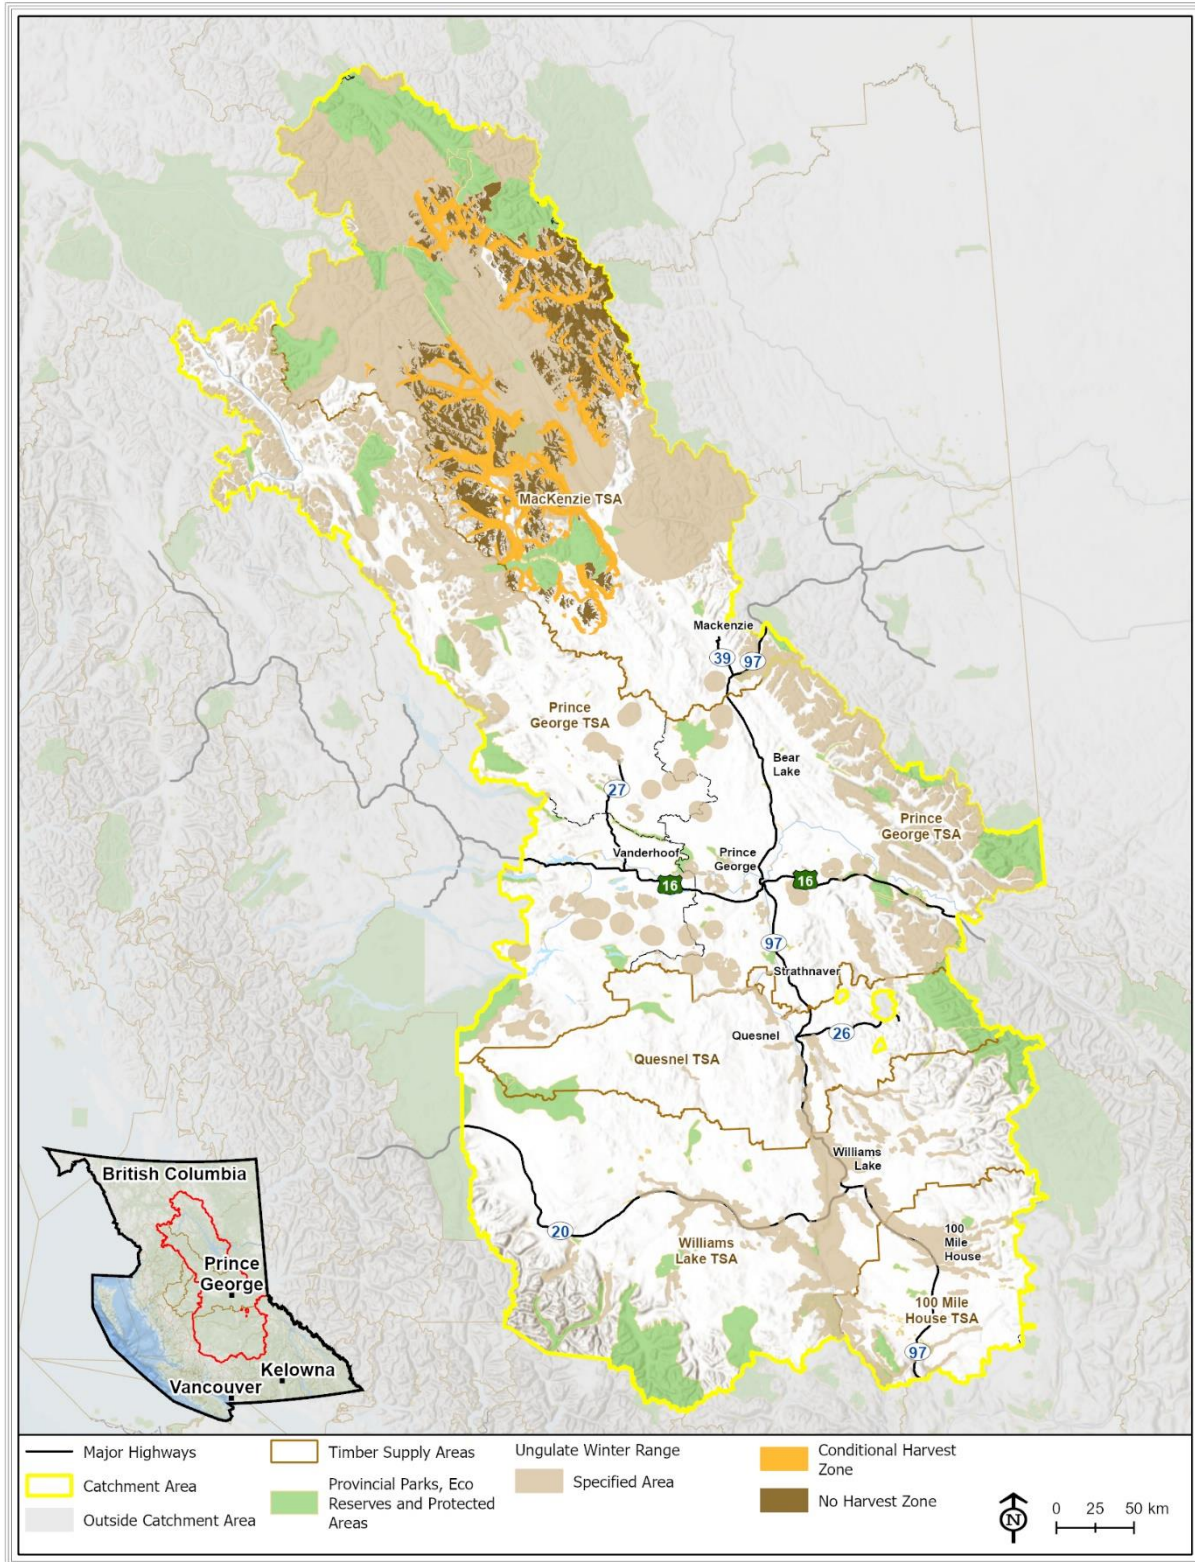 MacKenzie TSA
Mackenzie
39
97
Prince
George TSA
Bear
Lake
27
Prince
George TSA
Vanderhoof
Prince
George
16
16
97
Strathnaver
Quesnel
26
Quesnel TSA
Williams
Lake
20
Williams
Lake TSA
100
Mile
House
100 Mile
House TSA
97
British Columbia
Prince
George
Kelowna
Vancouver
Major Highways
Catchment Area
Outside Catchment Area
Timber Supply Areas
Provincial Parks, Eco
Reserves and Protected
Areas
Ungulate Winter Range
Specified Area
Conditional Harvest
Zone
No Harvest Zone
N
0 25 50 km